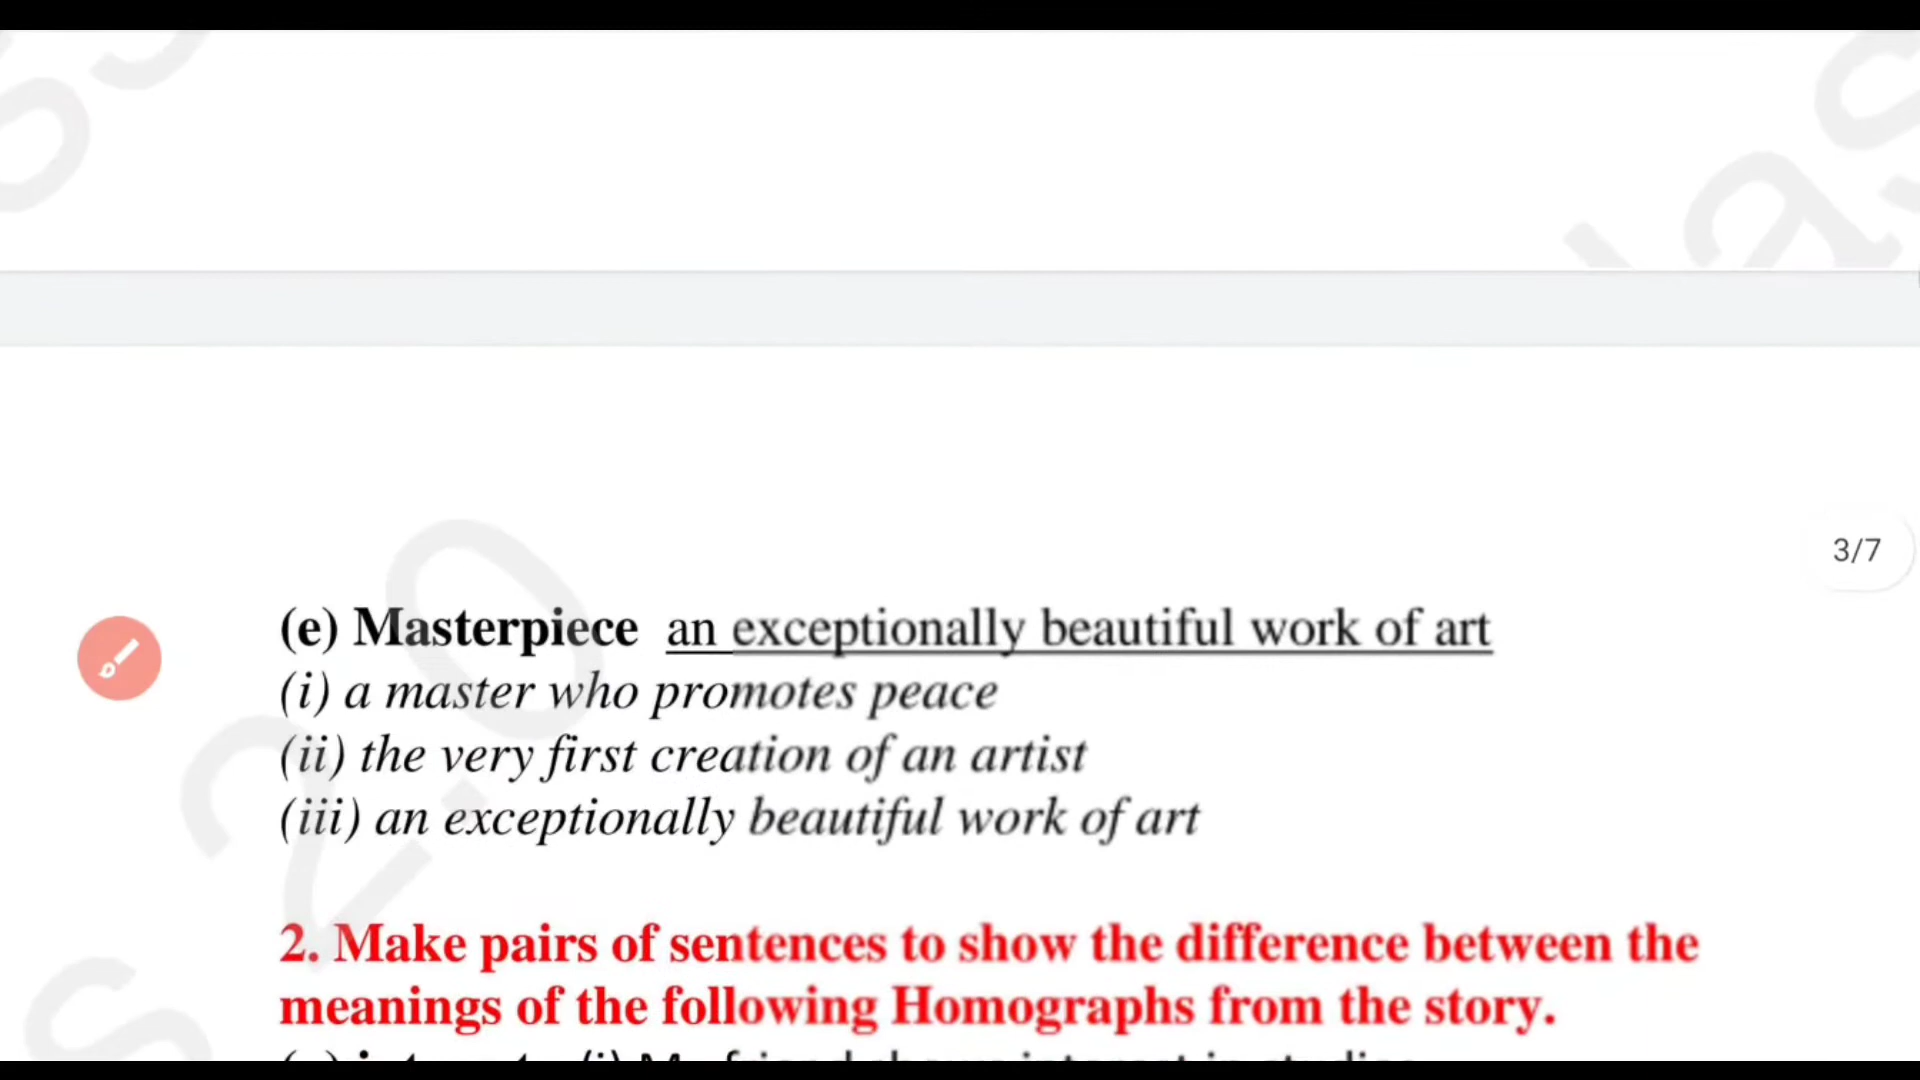 3/7
(e) Masterpiece an exceptionally beautiful work of art
(i) a master who promotes peace
(ii) the very first creation of an artist
(iii) an exceptionally beautiful work of art
2. Make pairs of sentences to show the difference between the
meanings of the following Homographs from the story.